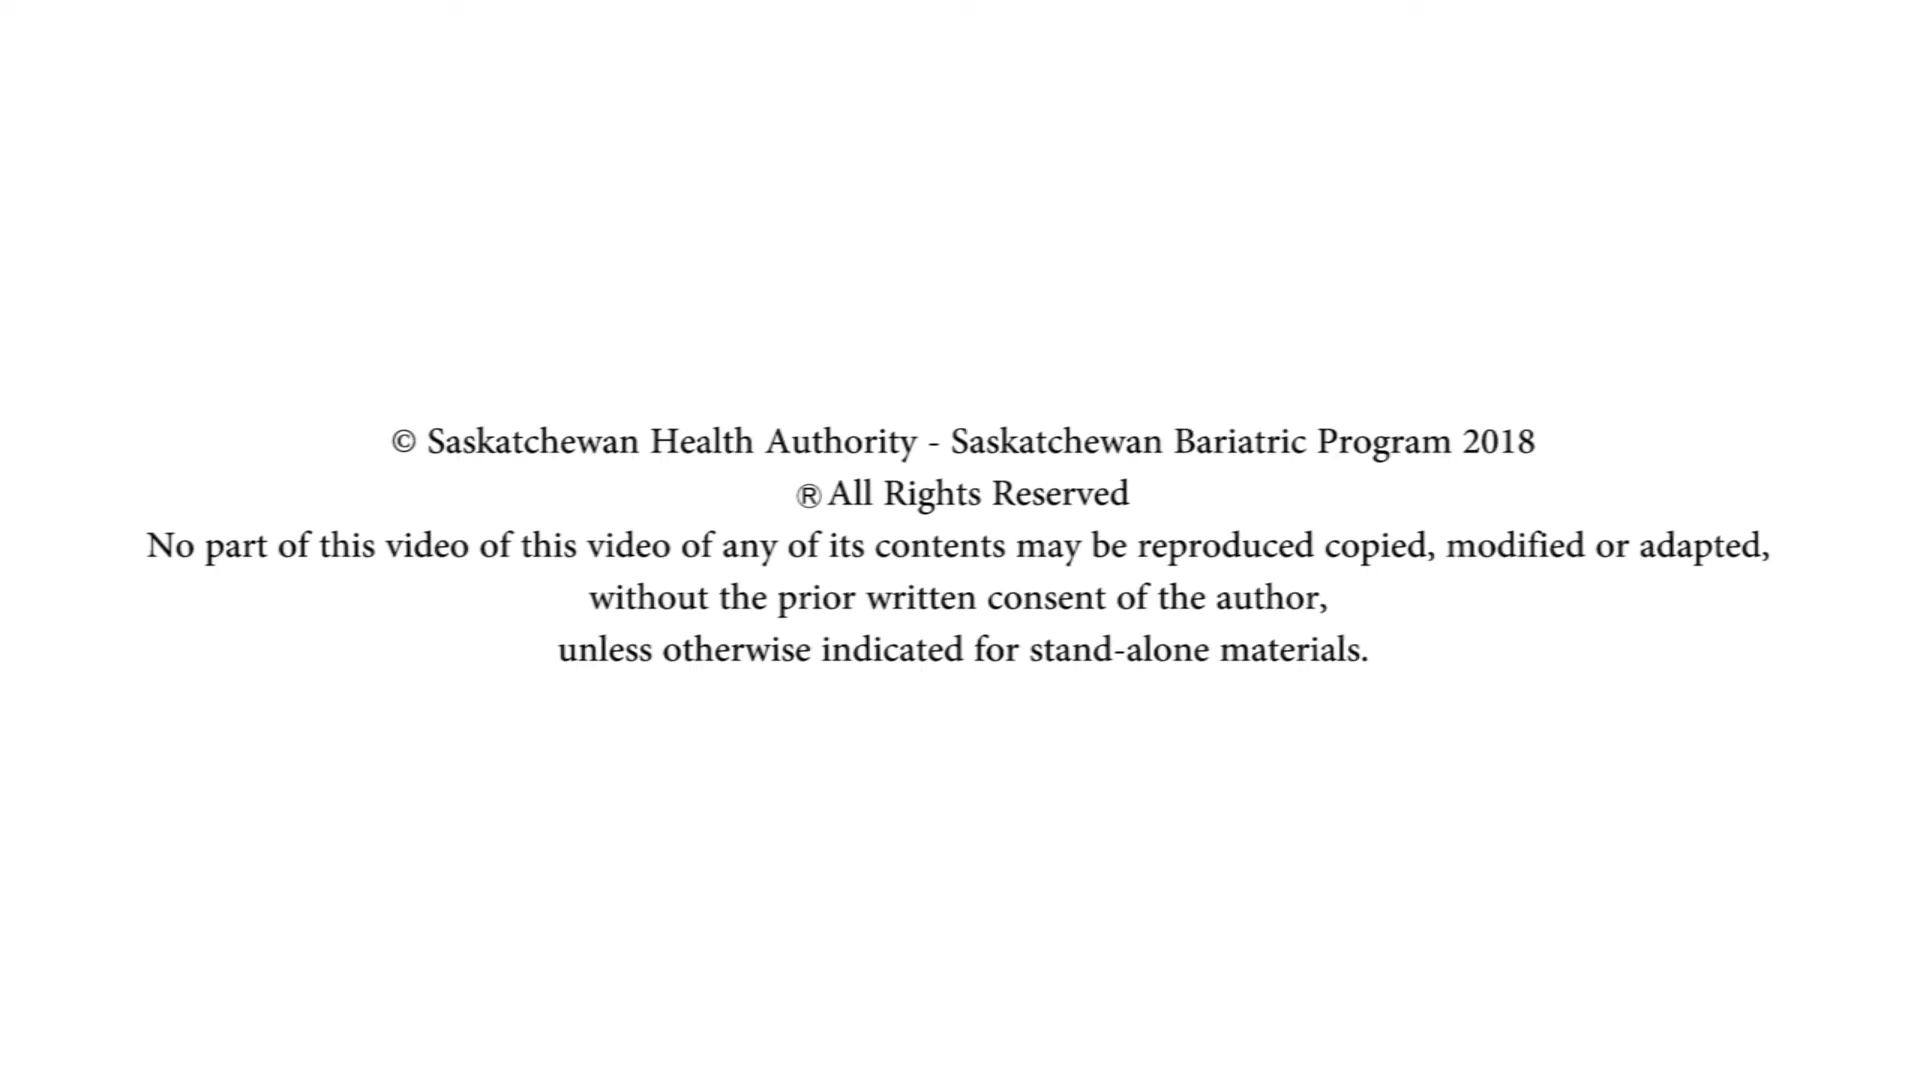 © Saskatchewan Health Authority - Saskatchewan Bariatric Program 2018
® All Rights Reserved
No part of this video of this video of any of its contents may be reproduced copied, modified or adapted,
without the prior written consent of the author,
unless otherwise indicated for stand-alone materials.